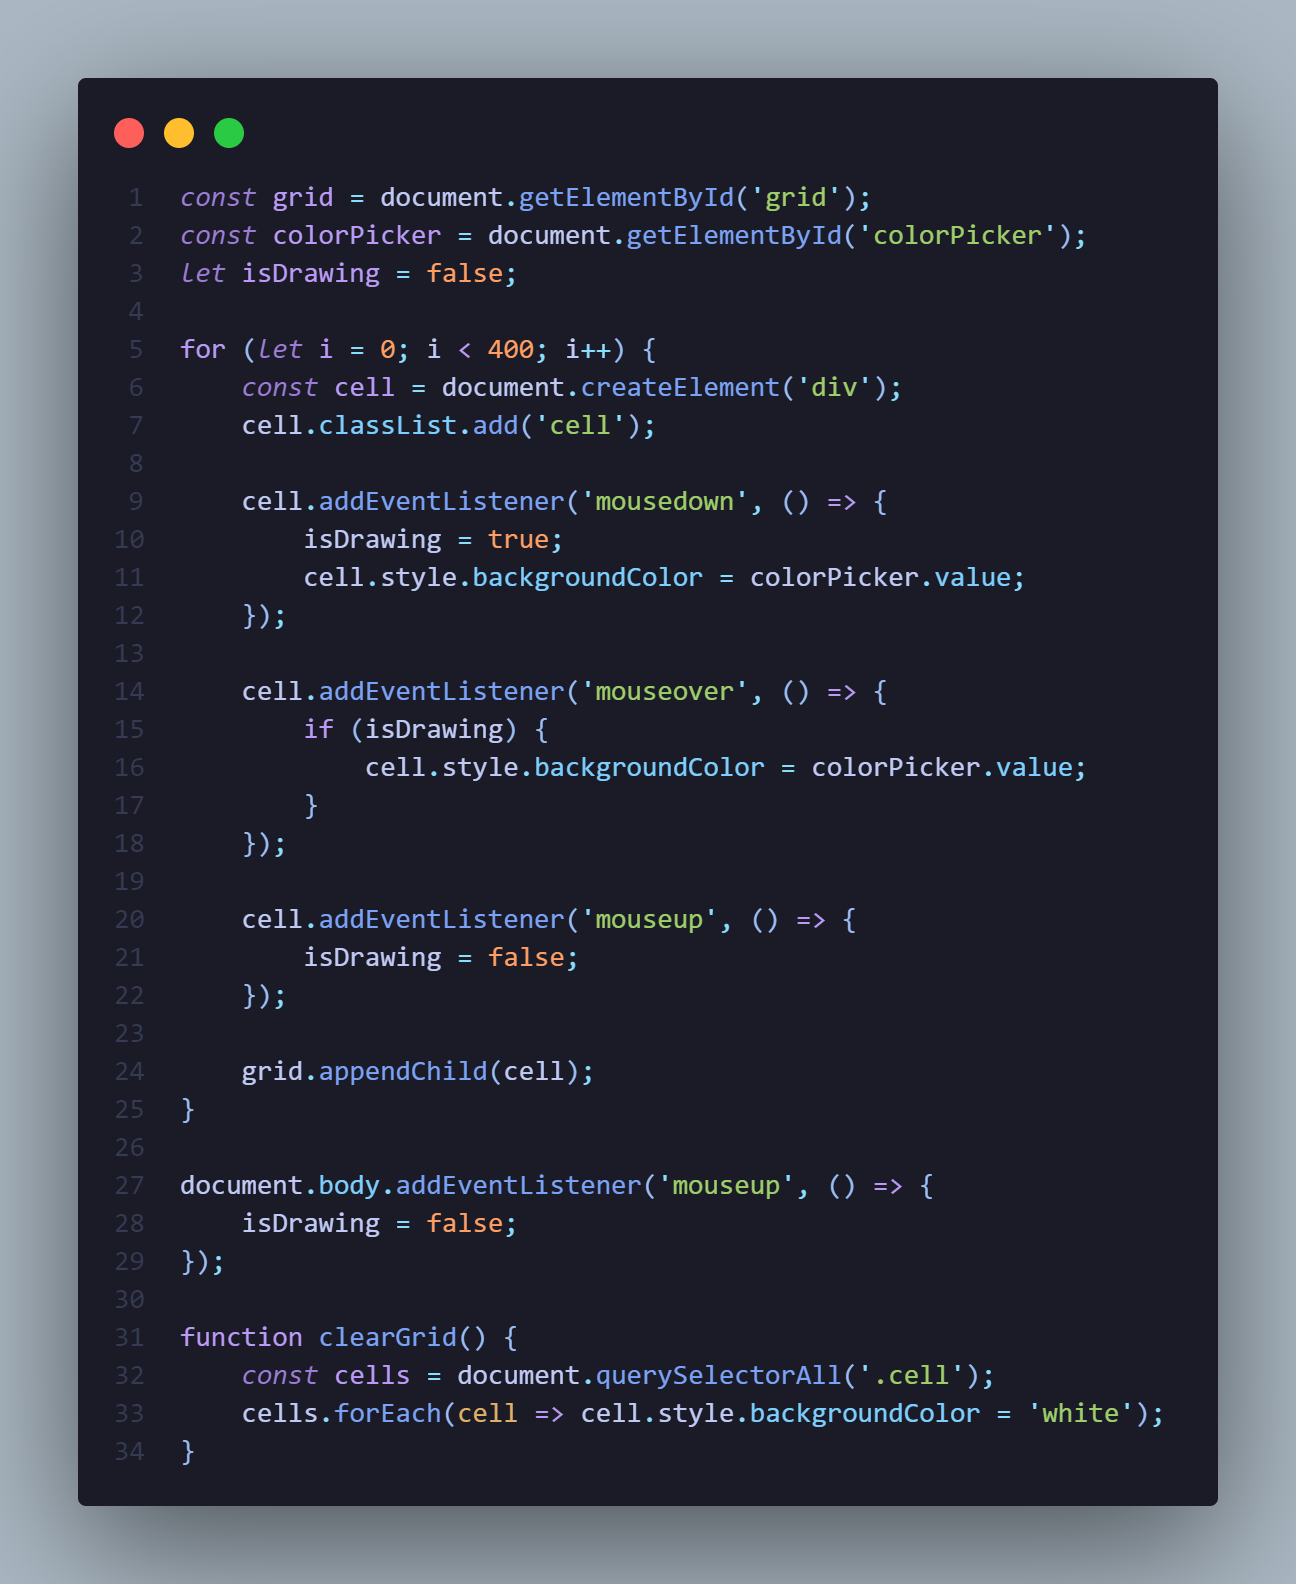 1 const grid = document.getElementById('grid');
2 const colorPicker = document.getElementById('colorPicker');
3 let isDrawing = false;
4
5 for (let i = 0; i < 400; i++) {
6     const cell = document.createElement('div');
7     cell.classList.add('cell');
8
9     cell.addEventListener('mousedown', () => {
10         isDrawing = true;
11         cell.style.backgroundColor = colorPicker.value;
12     });
13
14     cell.addEventListener('mouseover', () => {
15         if (isDrawing) {
16             cell.style.backgroundColor = colorPicker.value;
17         }
18     });
19
20     cell.addEventListener('mouseup', () => {
21         isDrawing = false;
22     });
23
24     grid.appendChild(cell);
25 }
26
27 document.body.addEventListener('mouseup', () => {
28     isDrawing = false;
29 });
30
31 function clearGrid() {
32     const cells = document.querySelectorAll('.cell');
33     cells.forEach(cell => cell.style.backgroundColor = 'white');
34 }